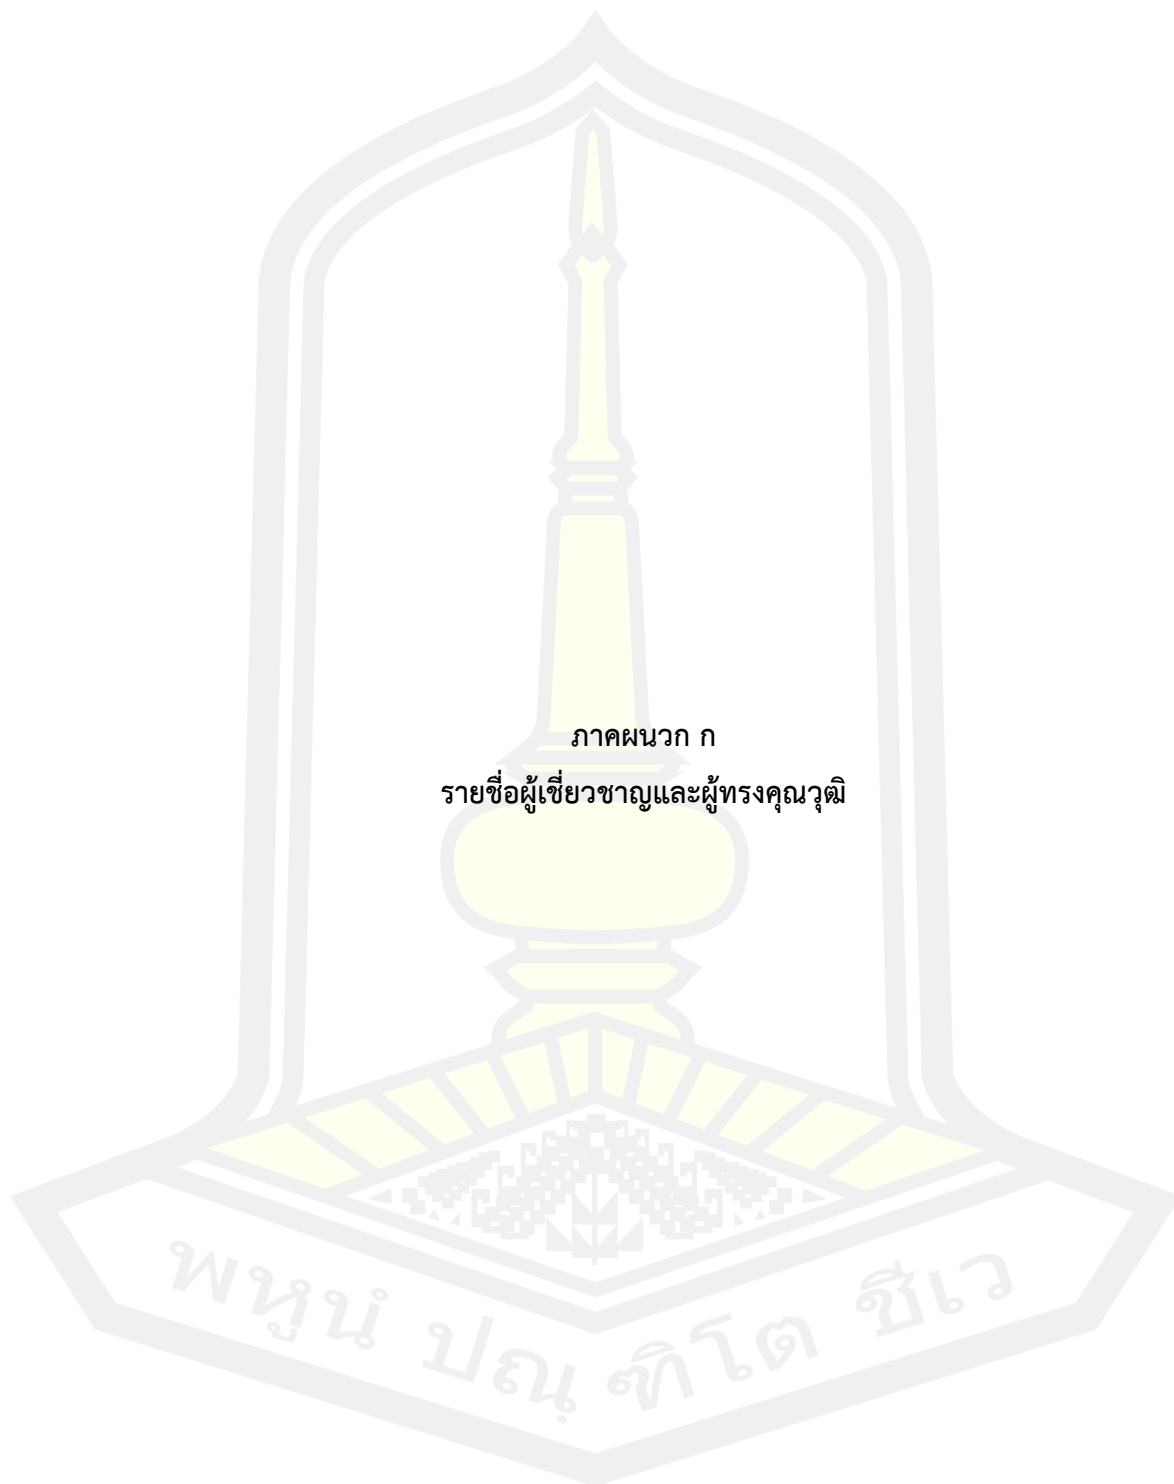 ภาคผนวก ก
รายชื่อผู้เชี่ยวชาญและผู้ทรงคุณวุฒิ
พหูนํ ปณฺฑิโต ชีเว